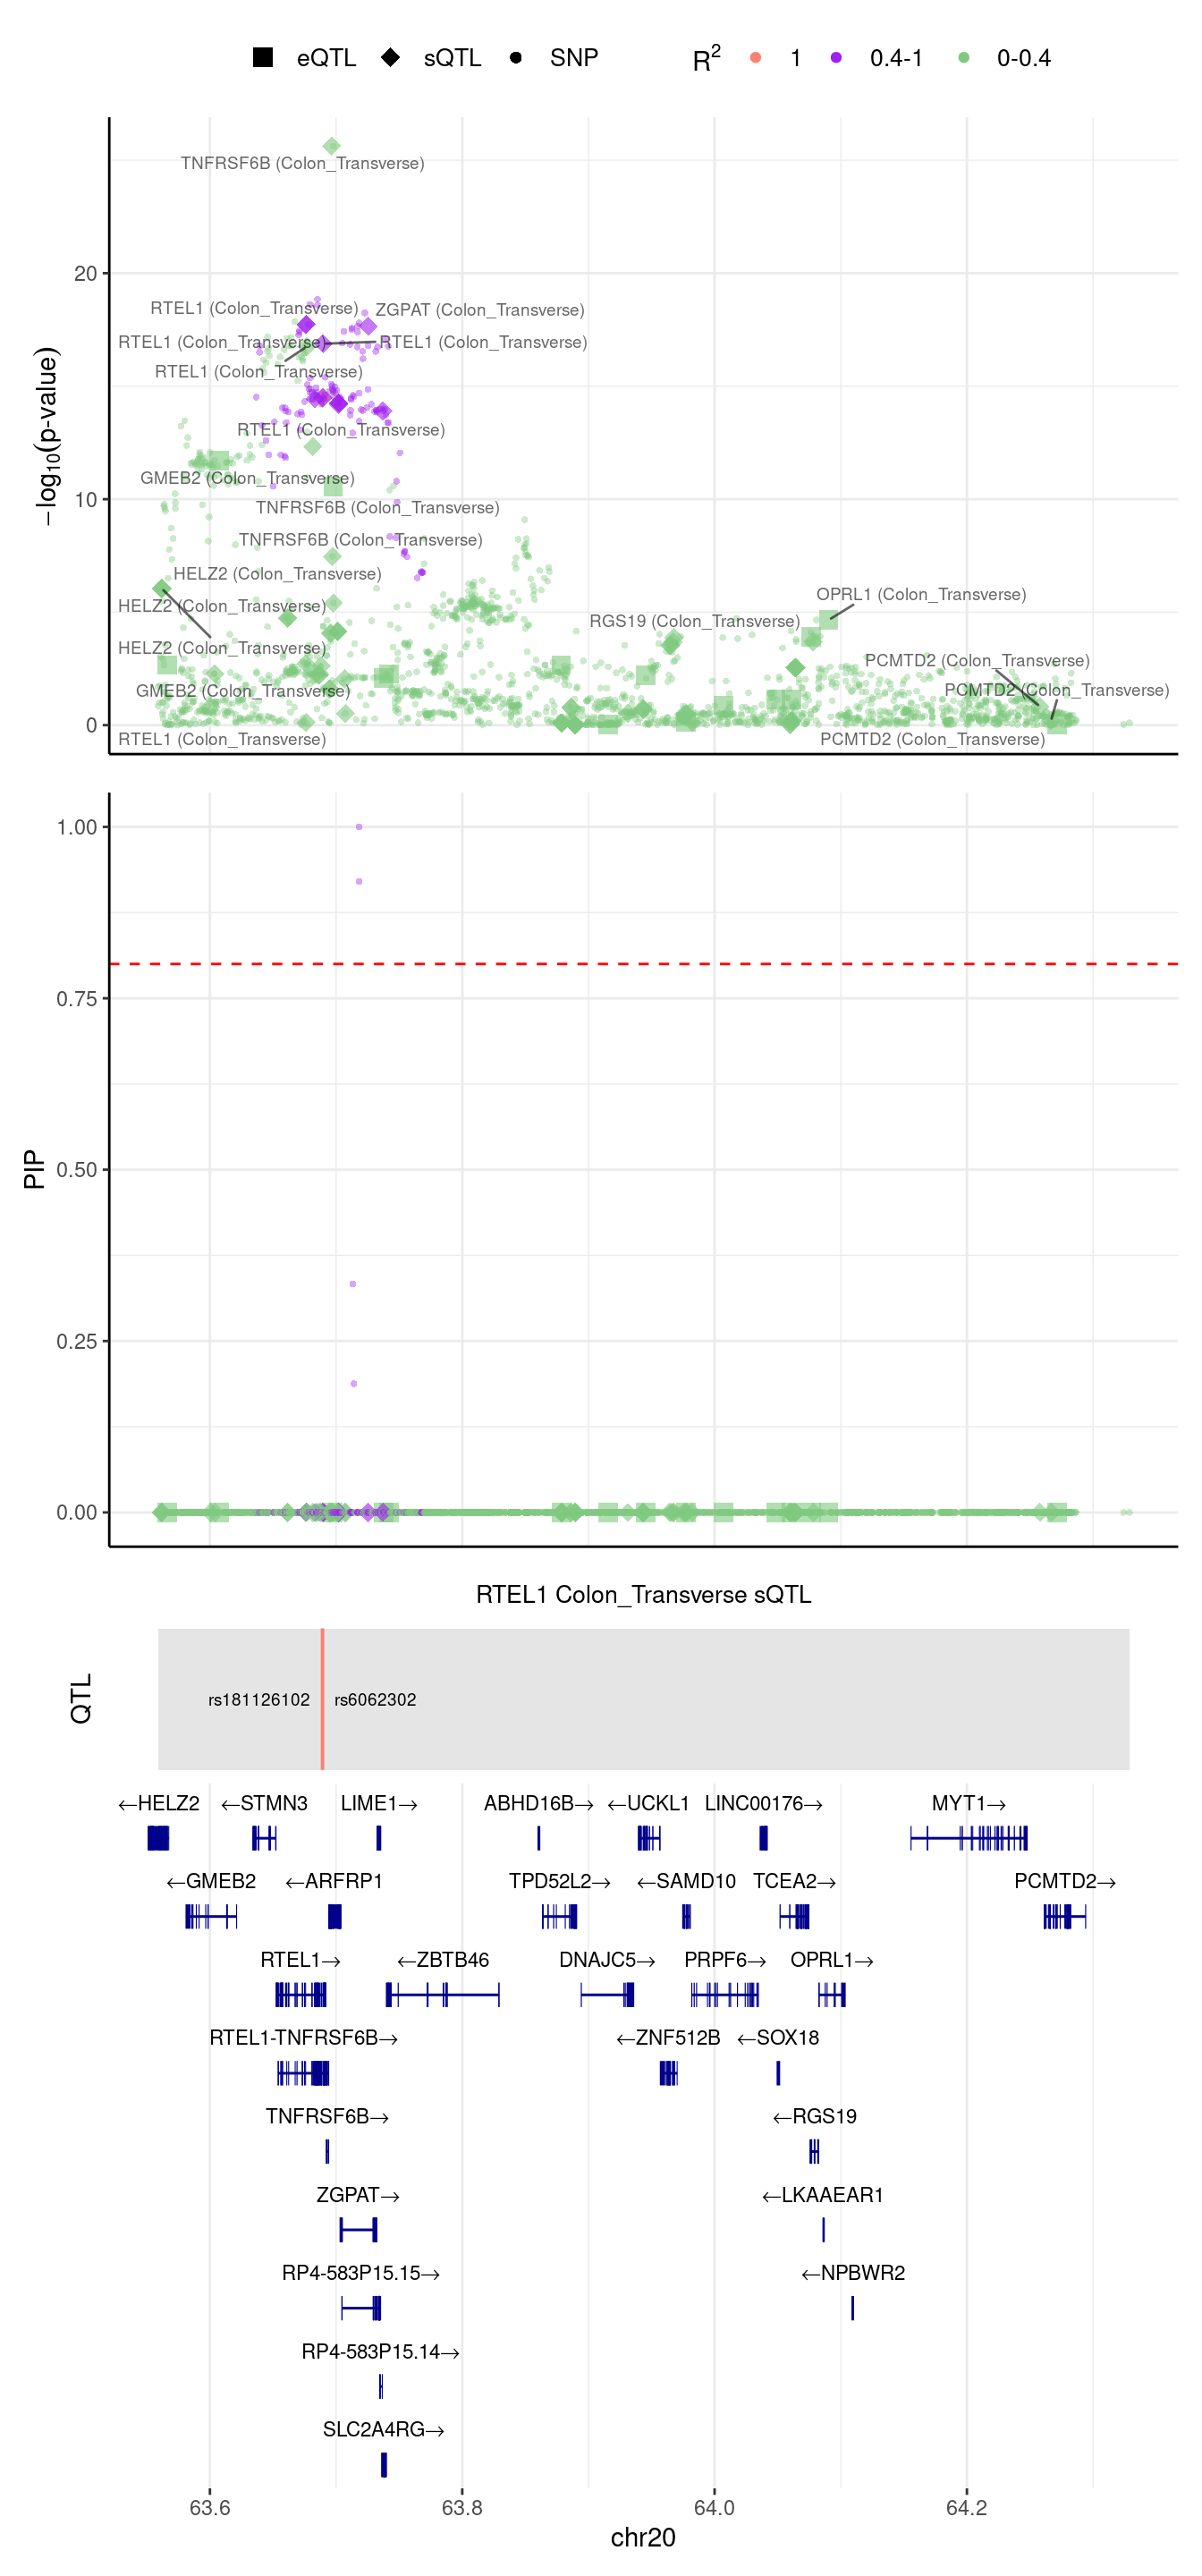 eQTL sQTL SNP R2 1 0.4-1 0-0.4
−log10(p-value)
20
10
0
TNFRSF6B (Colon_Transverse)
RTEL1 (Colon_Transverse)
ZGPAT (Colon_Transverse)
RTEL1 (Colon_Transverse)
RTEL1 (Colon_Transverse)
RTEL1 (Colon_Transverse)
RTEL1 (Colon_Transverse)
GMEB2 (Colon_Transverse)
TNFRSF6B (Colon_Transverse)
TNFRSF6B (Colon_Transverse)
HELZ2 (Colon_Transverse)
HELZ2 (Colon_Transverse)
OPRL1 (Colon_Transverse)
RGS19 (Colon_Transverse)
HELZ2 (Colon_Transverse)
PCMTD2 (Colon_Transverse)
GMEB2 (Colon_Transverse)
PCMTD2 (Colon_Transverse)
RTEL1 (Colon_Transverse)
PCMTD2 (Colon_Transverse)
PIP
1.00
0.75
0.50
0.25
0.00
RTEL1 Colon_Transverse sQTL
QTL
rs181126102 rs6062302
←HELZ2 ←STMN3 LIME1→ ABHD16B→ ←UCKL1 LINC00176→ MYT1→
←GMEB2 ←ARFRP1 TPD52L2→ ←SAMD10 TCEA2→ PCMTD2→
RTEL1→ ←ZBTB46 DNAJC5→ PRPF6→ OPRL1→
RTEL1-TNFRSF6B→ ←ZNF512B ←SOX18
TNFRSF6B→ ←RGS19
ZGPAT→ ←LKAAEAR1
RP4-583P15.15→ ←NPBWR2
RP4-583P15.14→
SLC2A4RG→
63.6 63.8 64.0 64.2
chr20